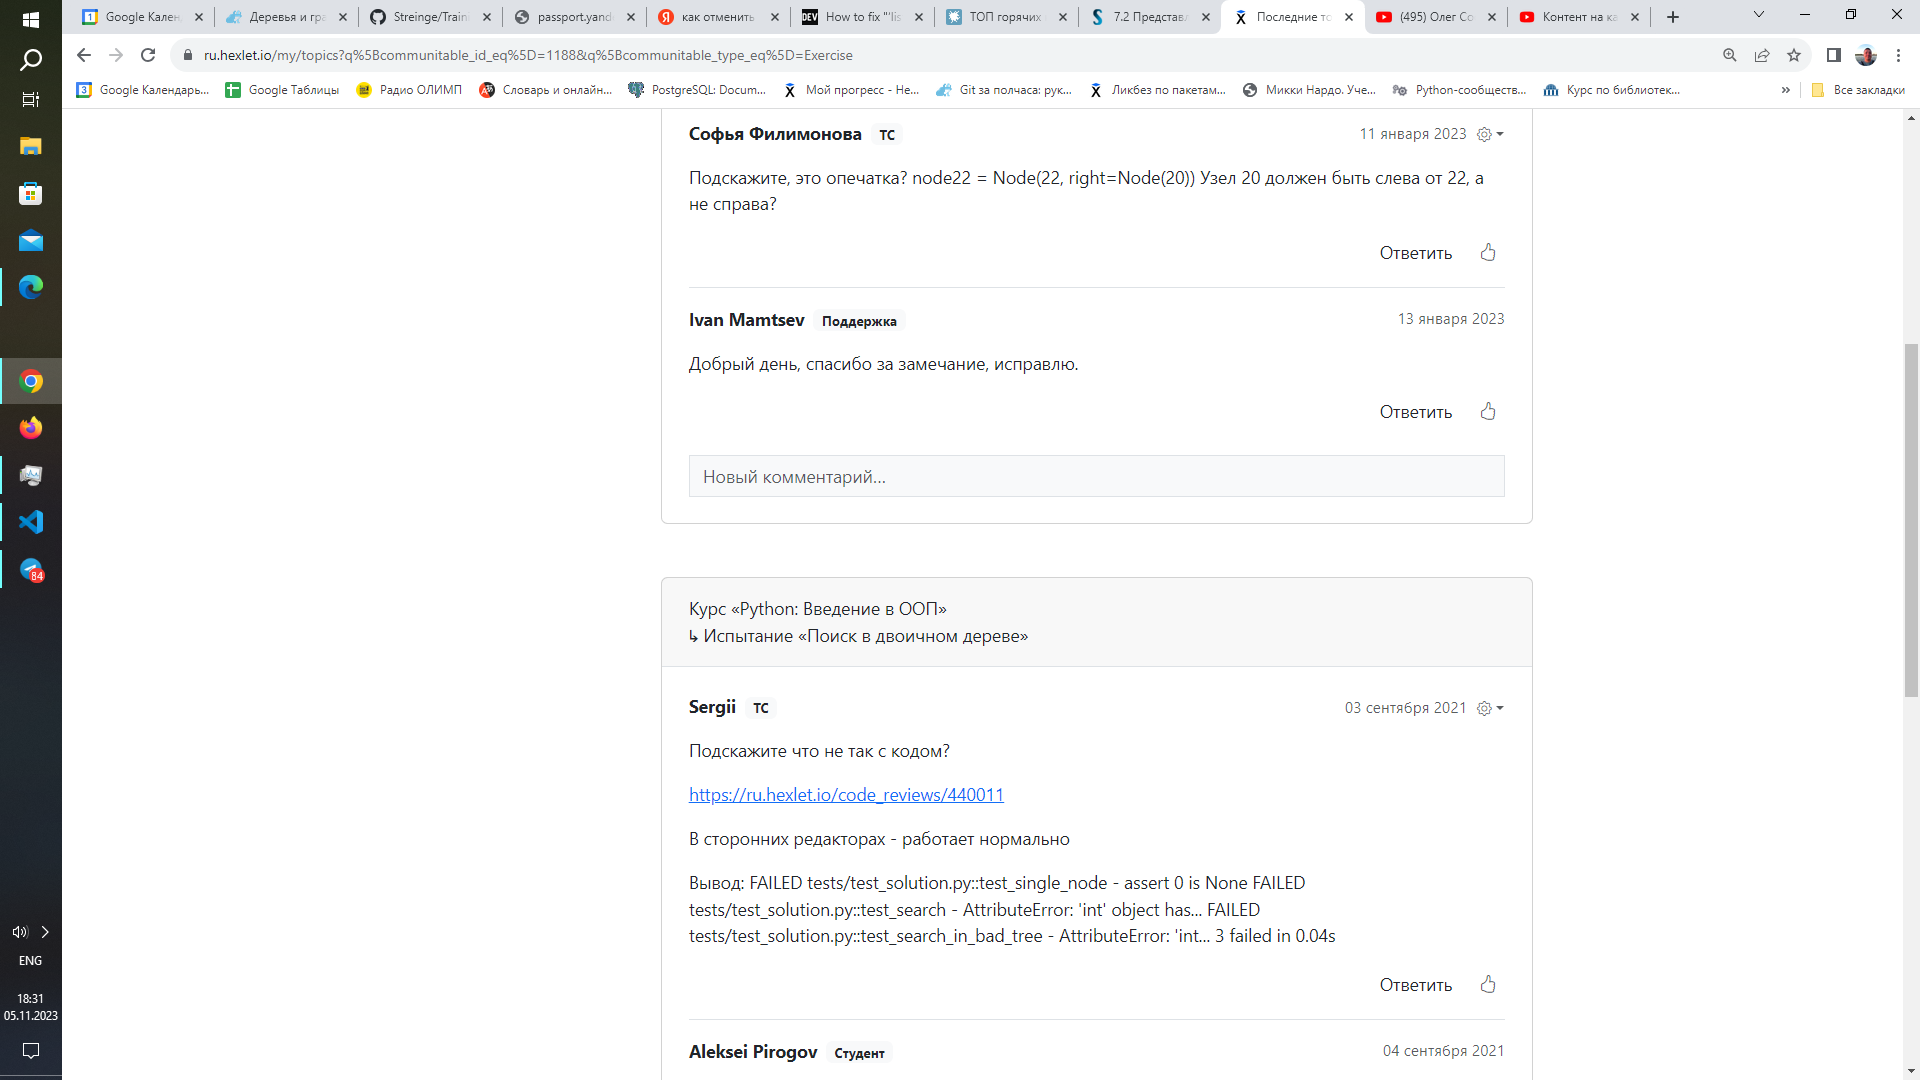 Google Кален
Деревья и гра
Streinge/Traini
passport.yande
как отменить
DEV
How to fix "'lis
ТОП горячих
7.2 Представл
Последние то
(495) Олег Со
Контент на ка
ru.hexlet.io/my/topics?q%5Bcommunitable_id_eq%5D=1188&q%5Bcommunitable_type_eq%5D=Exercise
Google Календарь...
Google Таблицы
Радио ОЛИМП
Словарь и онлайн...
PostgreSQL: Docum...
Мой прогресс - Не...
Git за полчаса: рук...
Ликбез по пакетам...
Микки Нардо. Уче...
Python-сообществ...
Курс по библиотек...
»
Все закладки
Софья Филимонова ТС
11 января 2023
Подскажите, это опечатка? node22 = Node(22, right=Node(20)) Узел 20 должен быть слева от 22, а
не справа?
Ответить
Ivan Mamtsev Поддержка
13 января 2023
Добрый день, спасибо за замечание, исправлю.
Ответить
Новый комментарий...
Курс «Python: Введение в ООП»
↳ Испытание «Поиск в двоичном дереве»
Sergii ТС
03 сентября 2021
Подскажите что не так с кодом?
https://ru.hexlet.io/code_reviews/440011
В сторонних редакторах - работает нормально
Вывод: FAILED tests/test_solution.py::test_single_node - assert 0 is None FAILED
tests/test_solution.py::test_search - AttributeError: 'int' object has... FAILED
tests/test_solution.py::test_search_in_bad_tree - AttributeError: 'int... 3 failed in 0.04s
Ответить
Aleksei Pirogov Студент
04 сентября 2021
84
ENG
18:31
05.11.2023